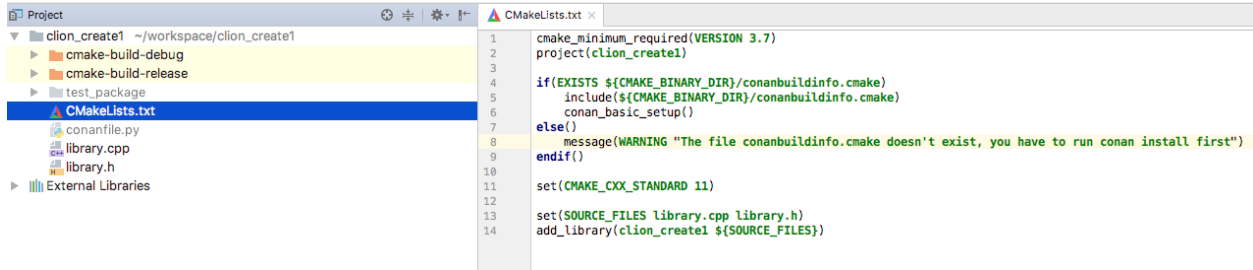 Project
clion_create1 ~/workspace/clion_create1
cmake-build-debug
cmake-build-release
test_package
CMakeLists.txt
conanfile.py
library.cpp
library.h
External Libraries
CMakeLists.txt
1 cmake_minimum_required(VERSION 3.7)
2 project(clion_create1)
3
4 if(EXISTS ${CMAKE_BINARY_DIR}/conanbuildinfo.cmake)
5 include(${CMAKE_BINARY_DIR}/conanbuildinfo.cmake)
6 conan_basic_setup()
7 else()
8 message(WARNING "The file conanbuildinfo.cmake doesn't exist, you have to run conan install first")
9 endif()
10
11 set(CMAKE_CXX_STANDARD 11)
12
13 set(SOURCE_FILES library.cpp library.h)
14 add_library(clion_create1 ${SOURCE_FILES})